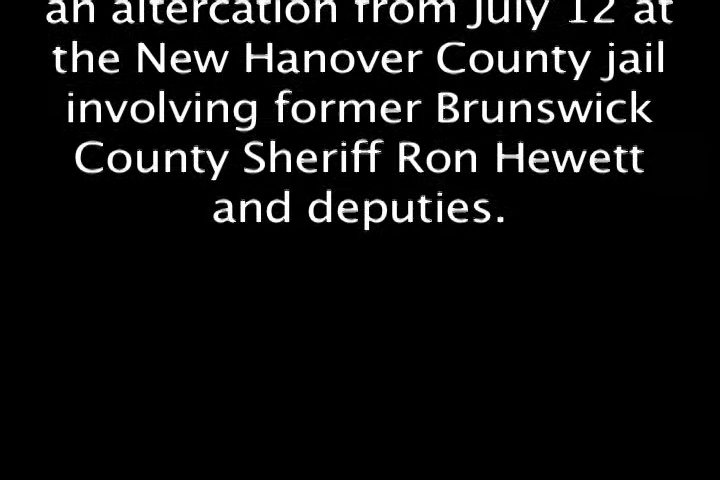 an altercation from July 12 at
the New Hanover County jail
involving former Brunswick
County Sheriff Ron Hewett
and deputies.